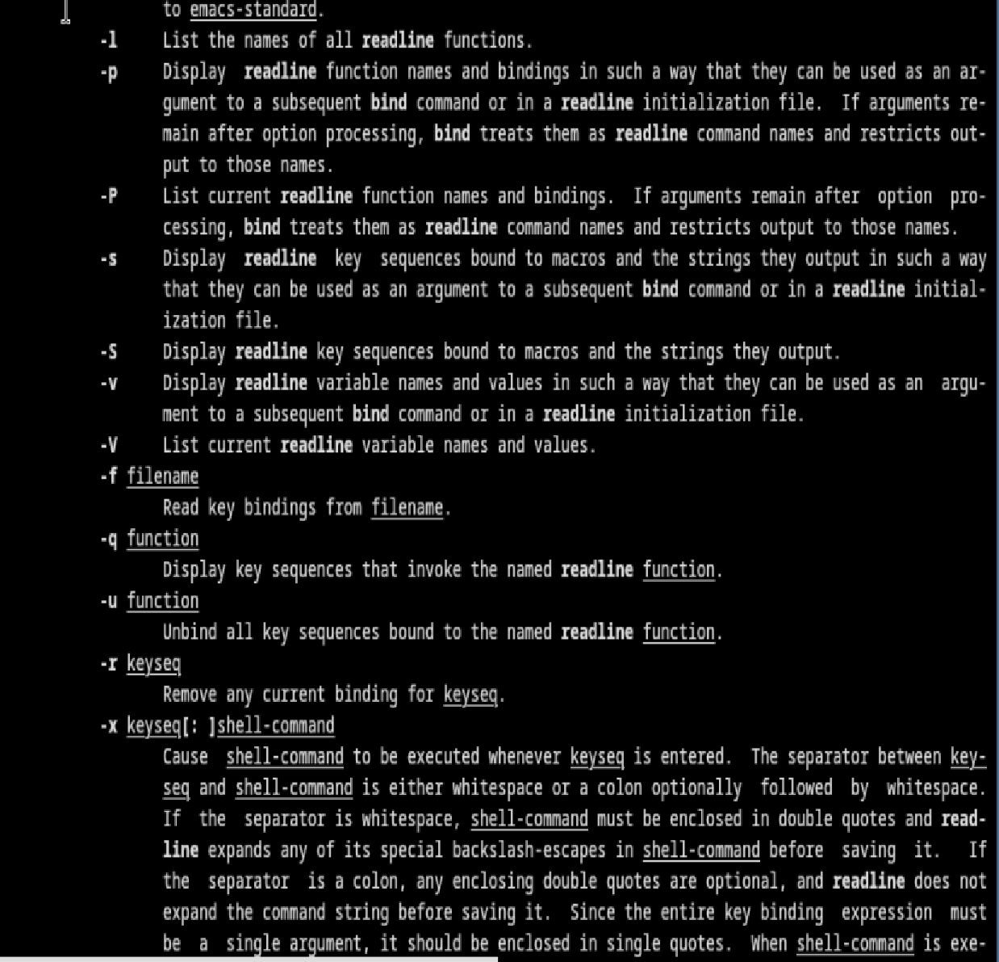 to emacs-standard.
-l List the names of all readline functions.
-p Display readline function names and bindings in such a way that they can be used as an ar-
gument to a subsequent bind command or in a readline initialization file. If arguments re-
main after option processing, bind treats them as readline command names and restricts out-
put to those names.
-P List current readline function names and bindings. If arguments remain after option pro-
cessing, bind treats them as readline command names and restricts output to those names.
-s Display readline key sequences bound to macros and the strings they output in such a way
that they can be used as an argument to a subsequent bind command or in a readline initial-
ization file.
-S Display readline key sequences bound to macros and the strings they output.
-v Display readline variable names and values in such a way that they can be used as an argu-
ment to a subsequent bind command or in a readline initialization file.
-V List current readline variable names and values.
-f filename
Read key bindings from filename.
-q function
Display key sequences that invoke the named readline function.
-u function
Unbind all key sequences bound to the named readline function.
-r keyseq
Remove any current binding for keyseq.
-x keyseq[: ]shell-command
Cause shell-command to be executed whenever keyseq is entered. The separator between key-
seq and shell-command is either whitespace or a colon optionally followed by whitespace.
If the separator is whitespace, shell-command must be enclosed in double quotes and read-
line expands any of its special backslash-escapes in shell-command before saving it. If
the separator is a colon, any enclosing double quotes are optional, and readline does not
expand the command string before saving it. Since the entire key binding expression must
be a single argument, it should be enclosed in single quotes. When shell-command is exe-